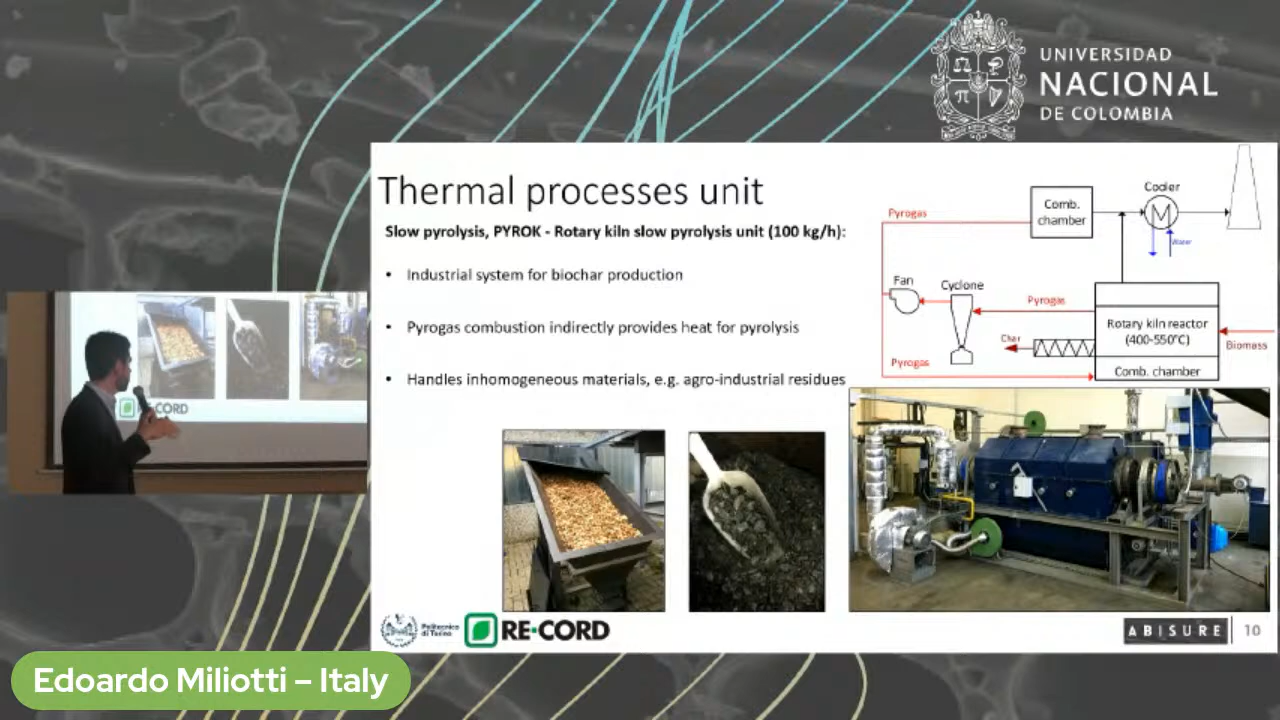 UNIVERSIDAD
NACIONAL
DE COLOMBIA
Thermal processes unit
Slow pyrolysis, PYROK - Rotary kiln slow pyrolysis unit (100 kg/h):
• Industrial system for biochar production
• Pyrogas combustion indirectly provides heat for pyrolysis
• Handles inhomogeneous materials, e.g. agro-industrial residues
Pyrogas
Comb.
chamber
Cooler
Water
Fan
Cyclone
Pyrogas
Char
Rotary kiln reactor
(400-550°C)
Biomass
Pyrogas
Comb. chamber
RE-CORD
Politecnico
di Torino
RE-CORD
ABISURE
10
Edoardo Miliotti – Italy